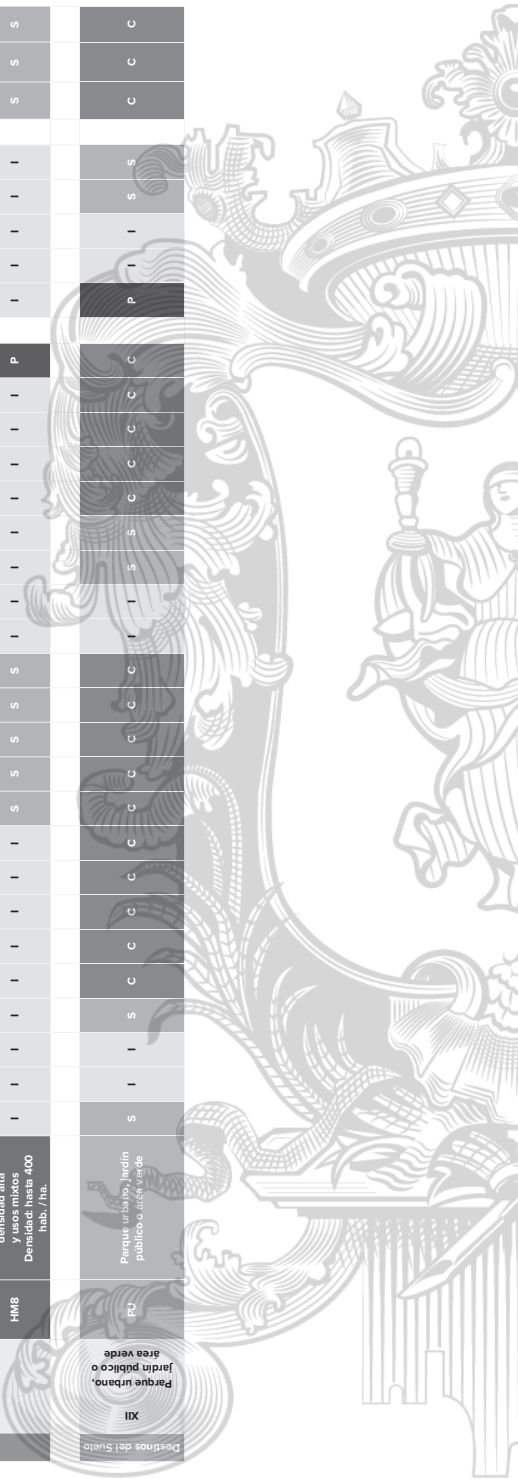 HM8
densidad alta
y usos mixtos
Densidad: hasta 400
hab. / ha.
I I I I I I I I I S S S S S I I I I I I I I P I I I I I S S S
Destinos del Suelo
XII
Parque urbano,
jardín público o
área verde
PU
Parque urbano, jardín
público o área verde
S I I S C C C C C C C C C C I I S S C C C C C P I I S S C C C